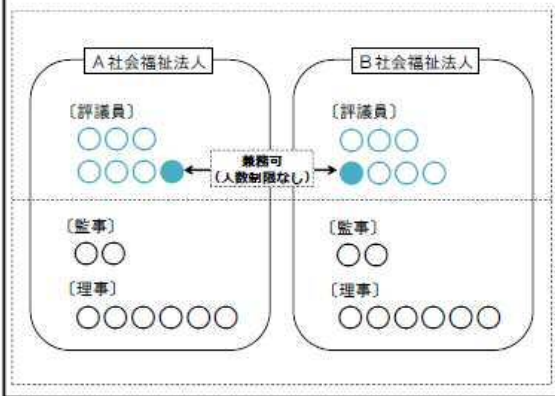 A社会福祉法人
B社会福祉法人
〔評議員〕
〔評議員〕
兼務可
（人数制限なし）
〔監事〕
〔監事〕
〔理事〕
〔理事〕